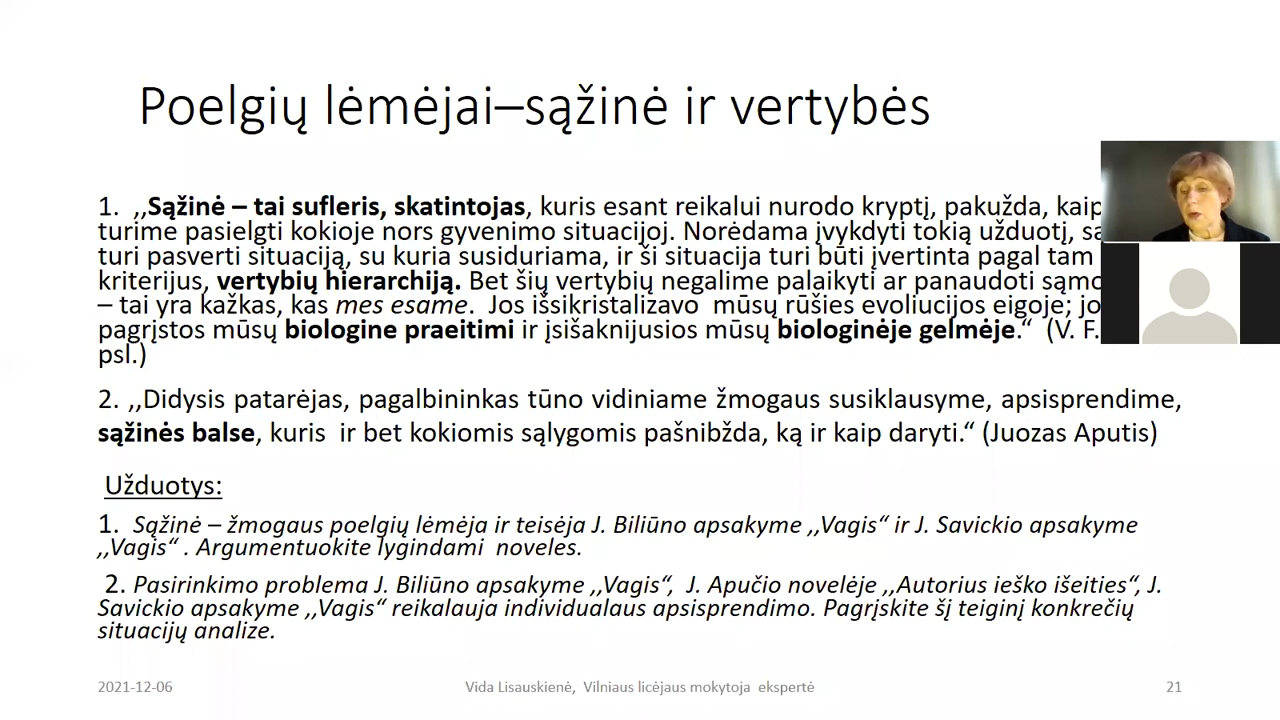 Poelgių lėmėjai–sąžinė ir vertybės
1. ,,Sąžinė – tai sufleris, skatintojas, kuris esant reikalui nurodo kryptį, pakužda, kaip
turime pasielgti kokioje nors gyvenimo situacijoj. Norėdama įvykdyti tokią užduotį,
turi pasverti situaciją, su kuria susiduriama, ir ši situacija turi būti įvertinta pagal tam
kriterijus, vertybių hierarchiją. Bet šių vertybių negalime palaikyti ar panaudoti
– tai yra kažkas, kas mes esame. Jos išsikristalizavo mūsų rūšies evoliucijos eigoje;
pagrįstos mūsų biologine praeitimi ir įsišaknijusios mūsų biologinėje gelmėje.“ (V. F.
psl.)
2. ,,Didysis patarėjas, pagalbininkas tūno vidiniame žmogaus susiklausyme, apsisprendime,
sąžinės balse, kuris ir bet kokiomis sąlygomis pašnibžda, ką ir kaip daryti.“ (Juozas Aputis)
Užduotys:
1. Sąžinė – žmogaus poelgių lėmėja ir teisėja J. Biliūno apsakyme ,,Vagis“ ir J. Savickio apsakyme
,,Vagis“ . Argumentuokite lygindami noveles.
2. Pasirinkimo problema J. Biliūno apsakyme ,,Vagis“, J. Apučio novelėje ,,Autorius ieško išeities“, J.
Savickio apsakyme ,,Vagis“ reikalauja individualaus apsisprendimo. Pagrįskite šį teiginį konkrečių
situacijų analize.
2021-12-06
Vida Lisauskienė, Vilniaus licėjaus mokytoja ekspertė
21